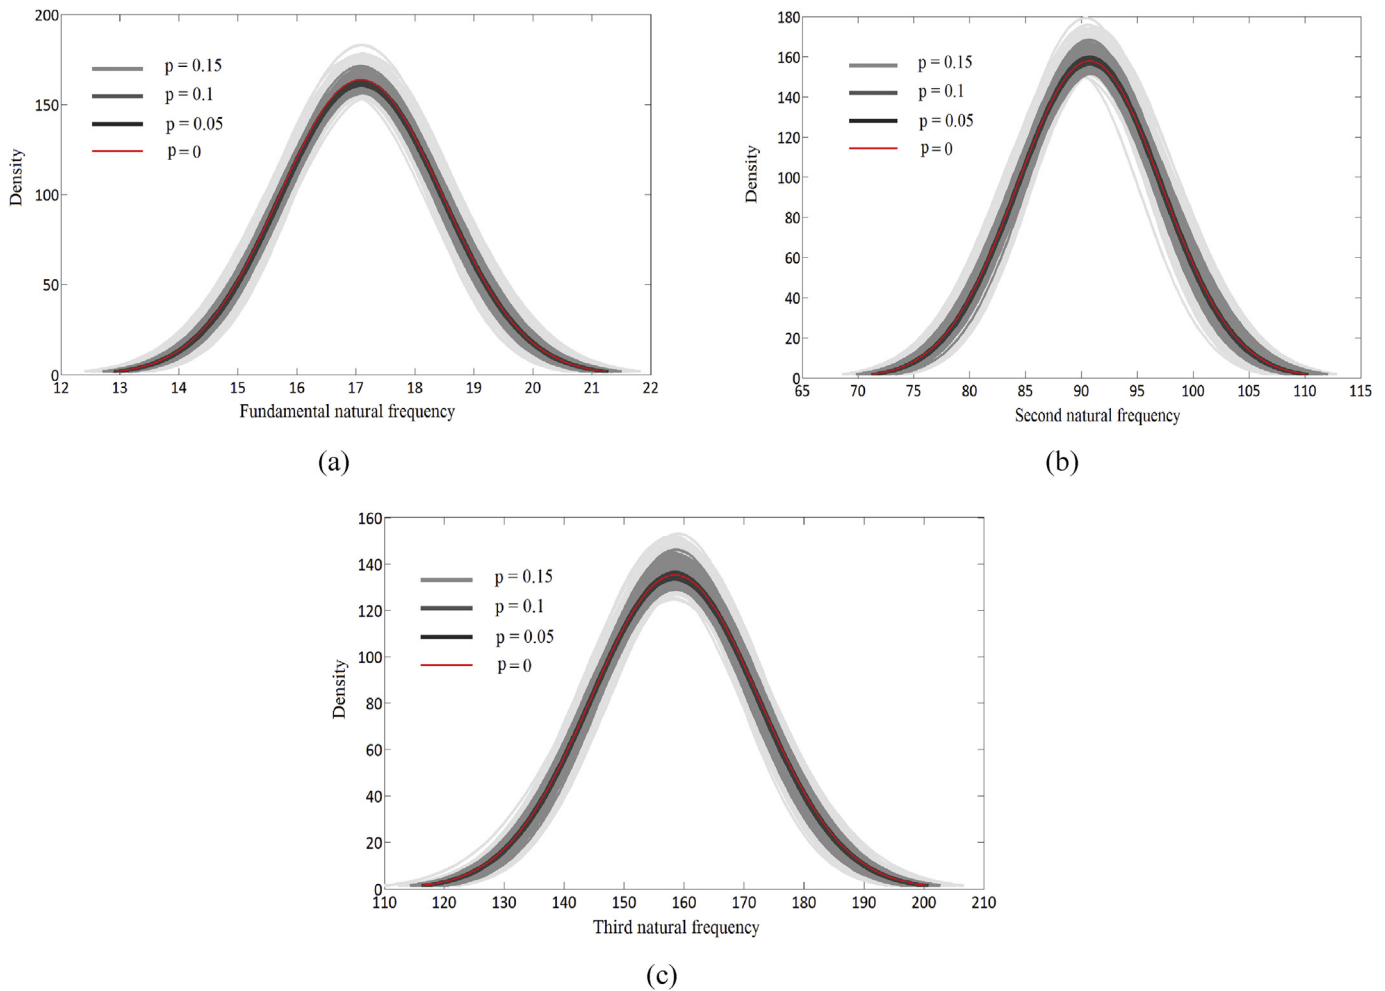 200
150
100
50
0
p = 0.15
p = 0.1
p = 0.05
p = 0
Density
12 13 14 15 16 17 18 19 20 21 22
Fundamental natural frequency
(a)
180
160
140
120
100
80
60
40
20
0
p = 0.15
p = 0.1
p = 0.05
p = 0
Density
65 70 75 80 85 90 95 100 105 110 115
Second natural frequency
(b)
160
140
120
100
80
60
40
20
0
p = 0.15
p = 0.1
p = 0.05
p = 0
Density
110 120 130 140 150 160 170 180 190 200 210
Third natural frequency
(c)